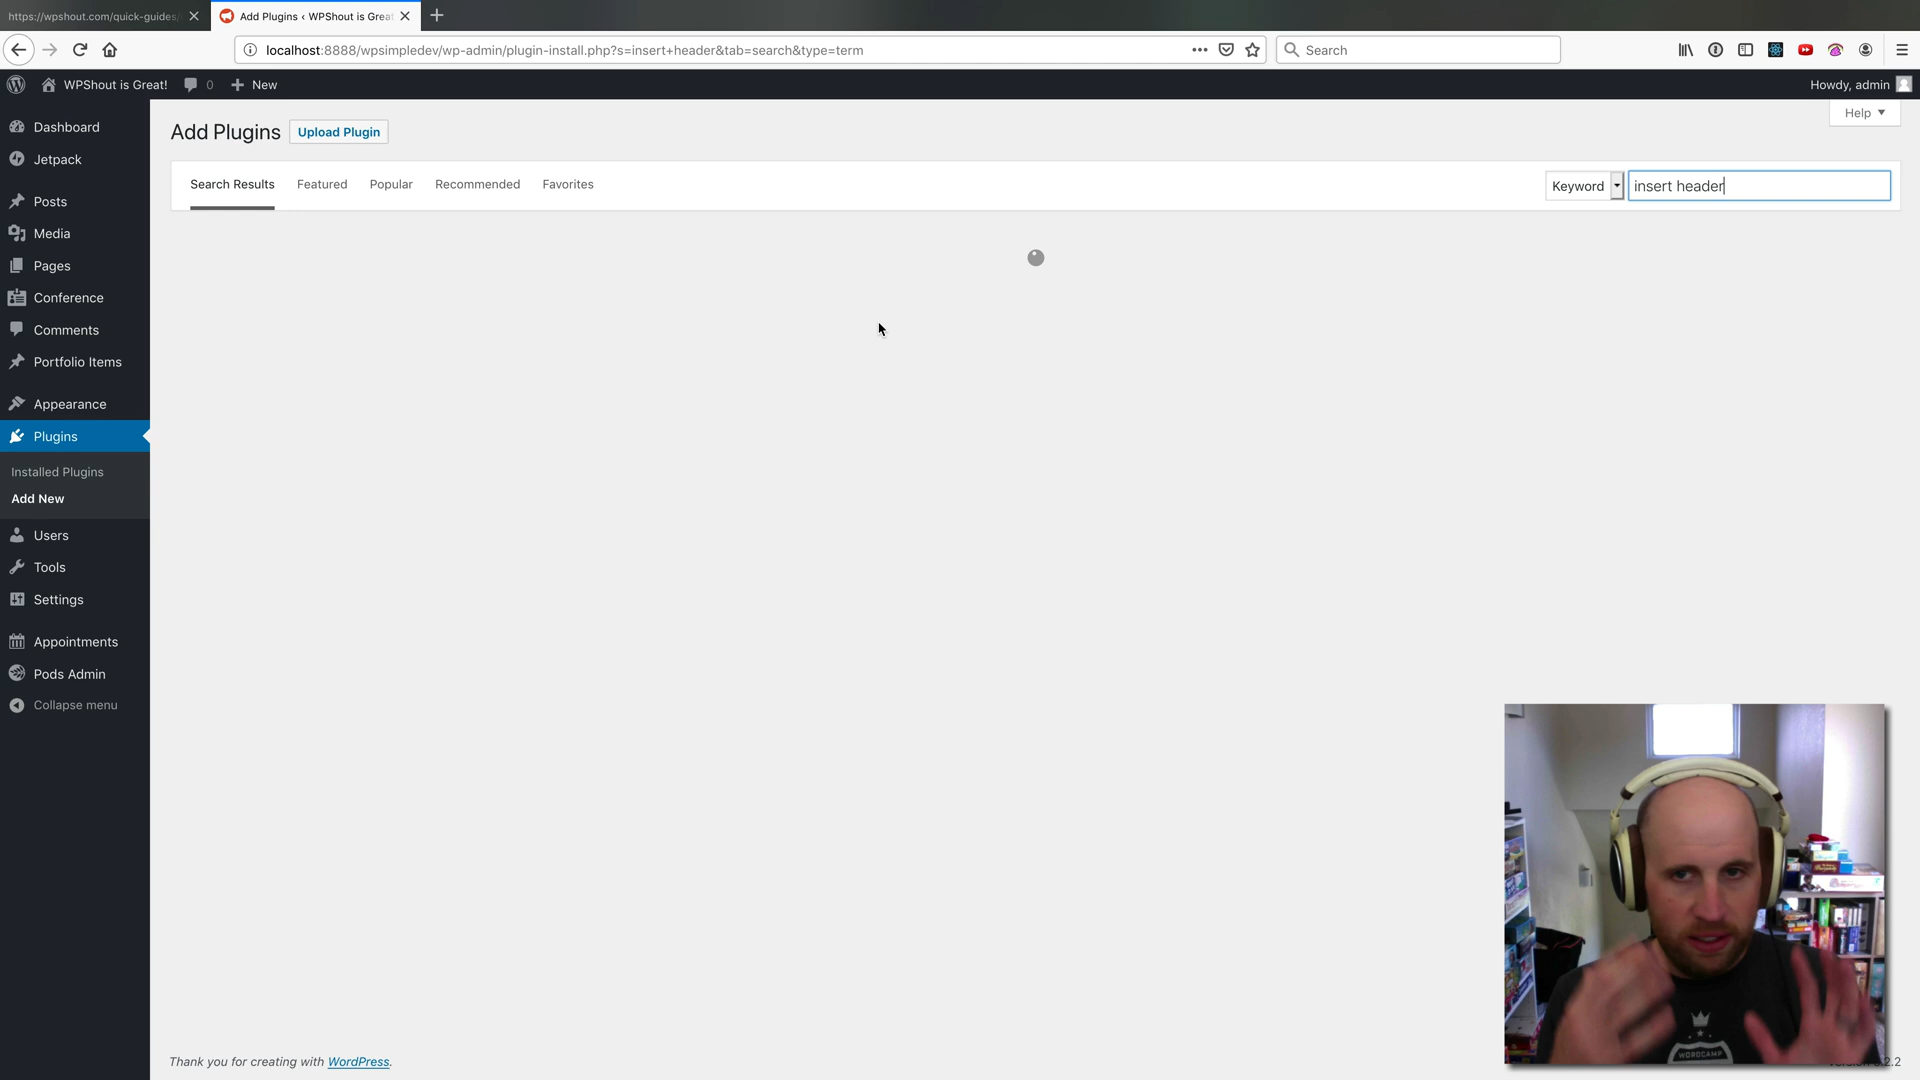 https://wpshout.com/quick-guides/
Add Plugins ‹ WPShout is Great
localhost:8888/wpsimpledev/wp-admin/plugin-install.php?s=insert+header&tab=search&type=term
Search
WPShout is Great!
0
New
Howdy, admin
Help
Add Plugins
Upload Plugin
Search Results
Featured
Popular
Recommended
Favorites
Keyword
insert header
Dashboard
Jetpack
Posts
Media
Pages
Conference
Comments
Portfolio Items
Appearance
Plugins
Installed Plugins
Add New
Users
Tools
Settings
Appointments
Pods Admin
Collapse menu
WORDCAMP
Thank you for creating with WordPress.